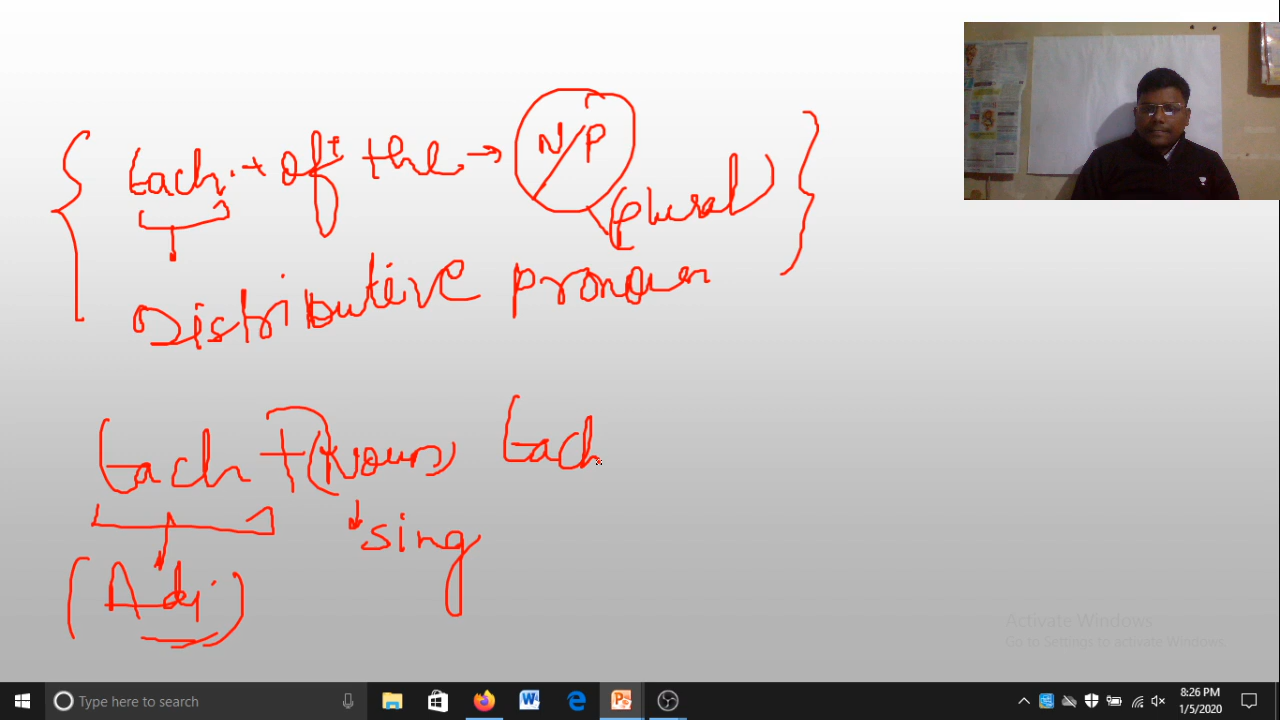 Each + of the → N/P
(plural)
Distributive pronoun
Each + (Noun) Each
sing
(Adj)
Activate Windows
Go to Settings to activate Windows
Type here to search
8:26 PM
1/5/2020